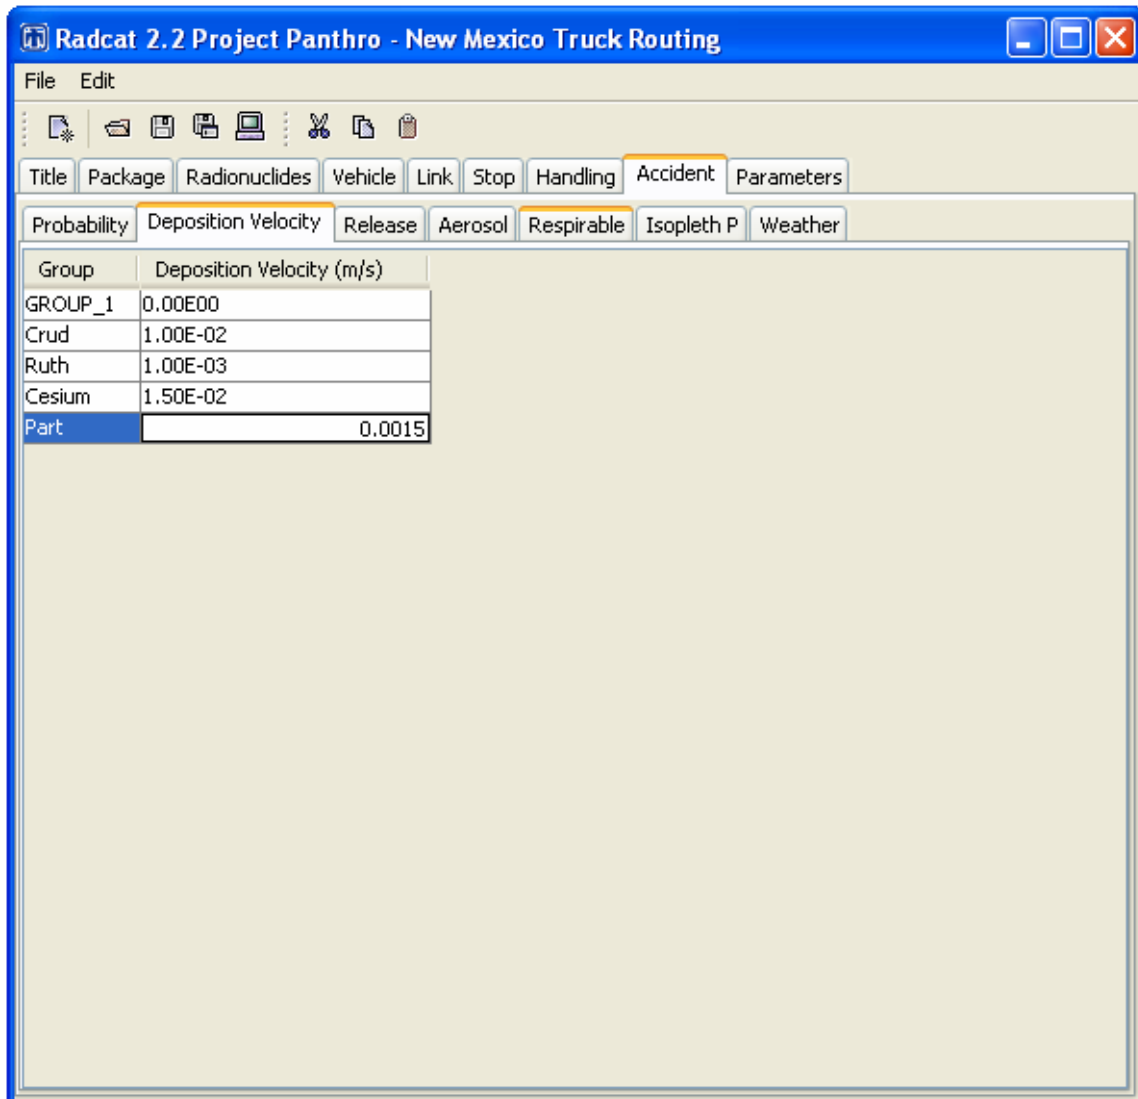 Radcat 2.2 Project Panthro - New Mexico Truck Routing
File Edit
Title Package Radionuclides Vehicle Link Stop Handling Accident Parameters
Probability Deposition Velocity Release Aerosol Respirable Isopleth P Weather
Group Deposition Velocity (m/s)
GROUP_1 0.00E00
Crud 1.00E-02
Ruth 1.00E-03
Cesium 1.50E-02
Part 0.0015